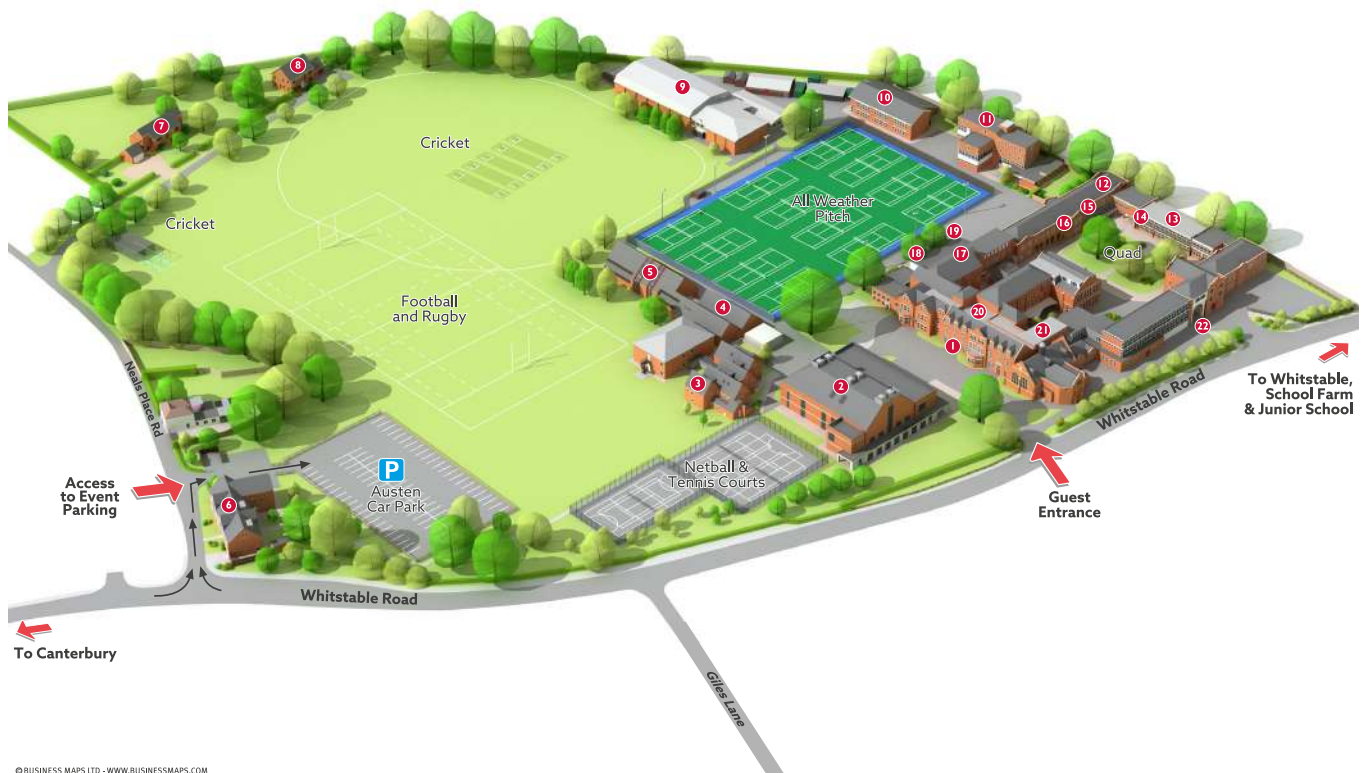 8
7
9
10
11
Cricket
12
13
14
15
16
All Weather
Pitch
Cricket
19
18
17
Quad
5
4
Football
and Rugby
20
21
22
1
3
2
To Whitstable,
School Farm
& Junior School
Whitstable Road
Neals Place Rd
Netball &
Tennis Courts
P
Austen
Car Park
Access
to Event
Parking
6
Guest
Entrance
Whitstable Road
To Canterbury
Giles Lane
© BUSINESS MAPS LTD - WWW.BUSINESSMAPS.COM